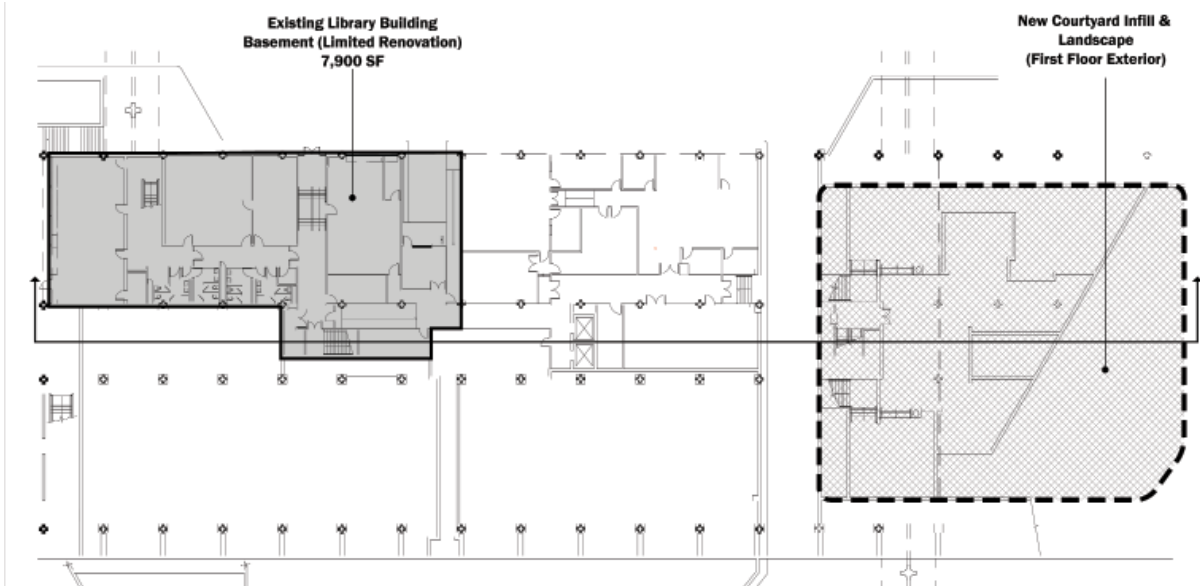 Existing Library Building
Basement (Limited Renovation)
7,900 SF
New Courtyard Infill &
Landscape
(First Floor Exterior)